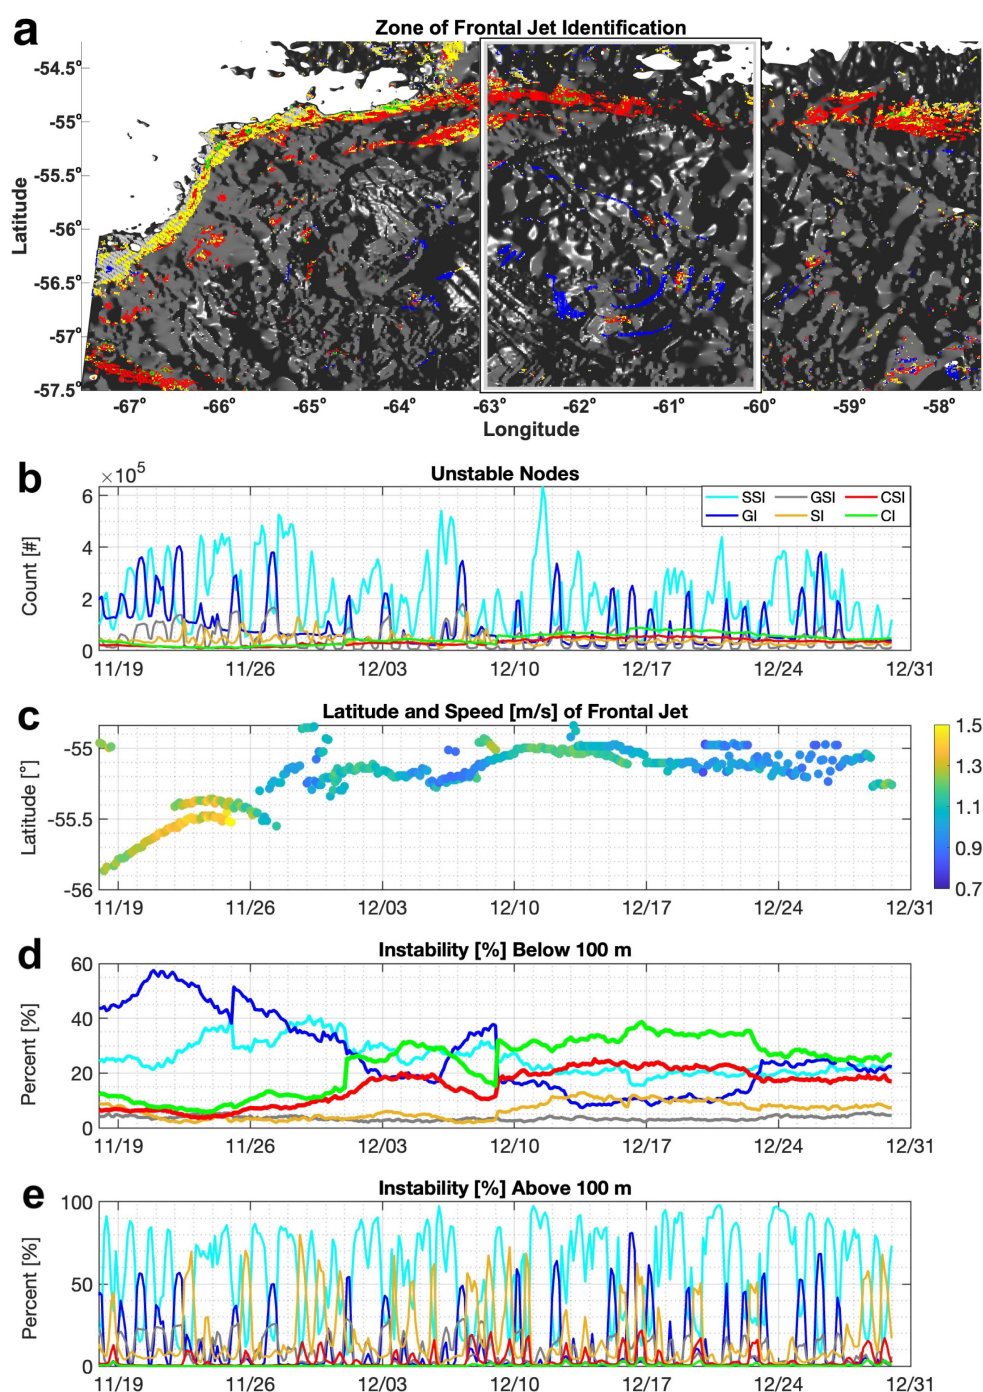 a
Zone of Frontal Jet Identification
-54.5°
-55°
-55.5°
-56°
-56.5°
-57°
-57.5°
Latitude
-67° -66° -65° -64° -63° -62° -61° -60° -59° -58°
Longitude
b
×10⁵
Unstable Nodes
6
4
2
0
Count [#]
SSI GSI CSI
GI SI CI
11/19 11/26 12/03 12/10 12/17 12/24 12/31
c
Latitude and Speed [m/s] of Frontal Jet
-55
-55.5
-56
Latitude [°]
1.5
1.3
1.1
0.9
0.7
11/19 11/26 12/03 12/10 12/17 12/24 12/31
d
Instability [%] Below 100 m
60
40
20
0
Percent [%]
11/19 11/26 12/03 12/10 12/17 12/24 12/31
e
Instability [%] Above 100 m
100
50
0
Percent [%]
11/19 11/26 12/03 12/10 12/17 12/24 12/31